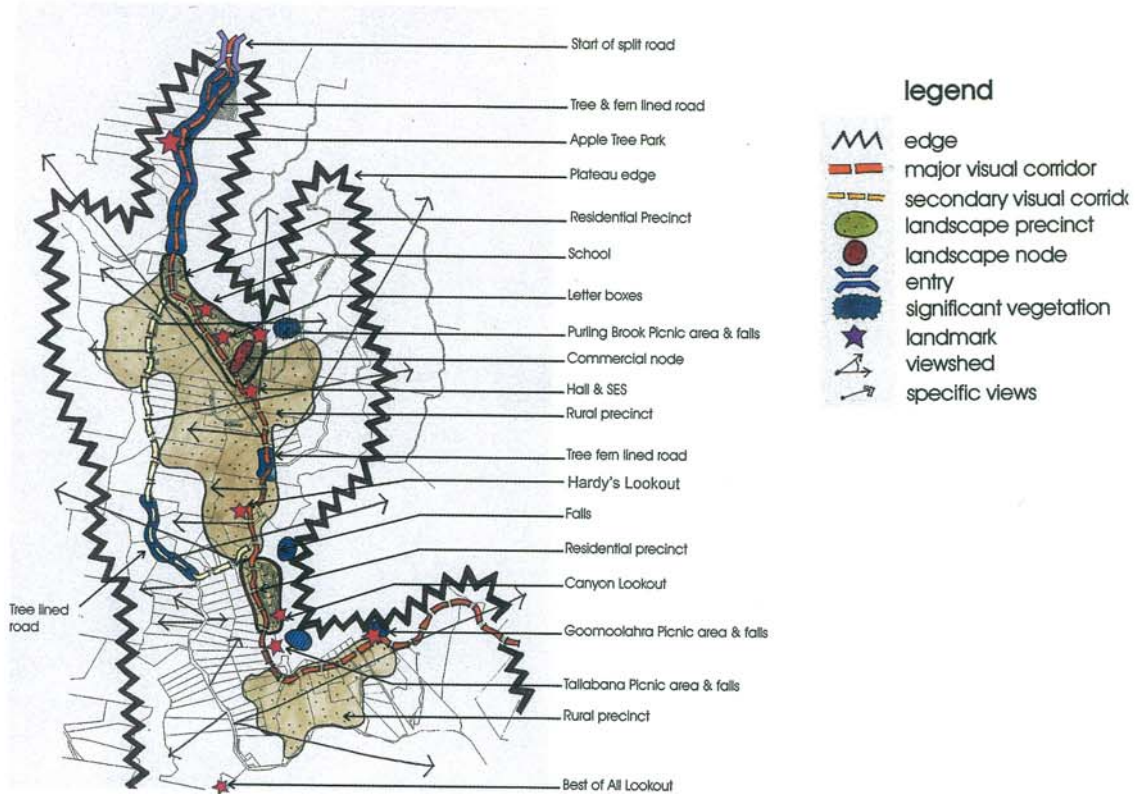 Start of split road
Tree & fern lined road
Apple Tree Park
Plateau edge
Residential Precinct
School
Letter boxes
Purling Brook Picnic area & falls
Commercial node
Hall & SES
Rural precinct
Tree fern lined road
Hardy's Lookout
Falls
Residential precinct
Canyon Lookout
Goomoolahra Picnic area & falls
Tallabana Picnic area & falls
Rural precinct
Best of All Lookout
Tree lined
road
legend
edge
major visual corridor
secondary visual corrido
landscape precinct
landscape node
entry
significant vegetation
landmark
viewshed
specific views